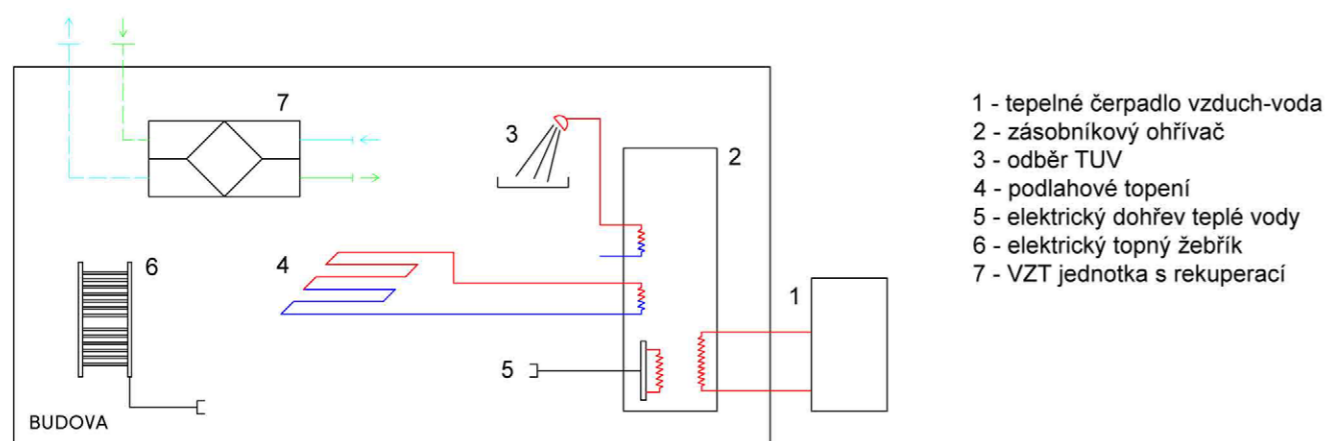 7
3
2
6
4
1
5
BUDOVA
1 - tepelné čerpadlo vzduch-voda
2 - zásobníkový ohřívač
3 - odběr TUV
4 - podlahové topení
5 - elektrický dohřev teplé vody
6 - elektrický topný žebřík
7 - VZT jednotka s rekuperací